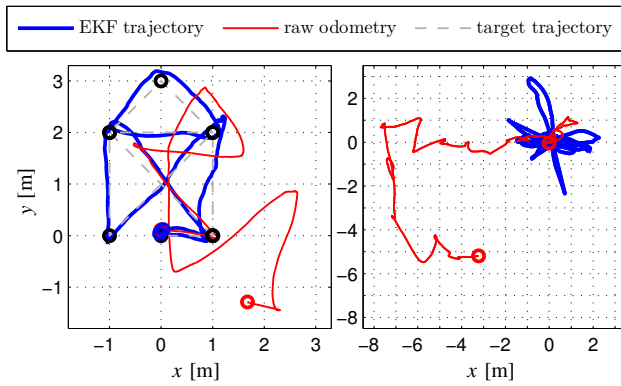 EKF trajectory raw odometry target trajectory
3
2
1
0
−1
y [m]
−1 0 1 2 3
x [m]
2
0
−2
−4
−6
−8
−8 −6 −4 −2 0 2
x [m]